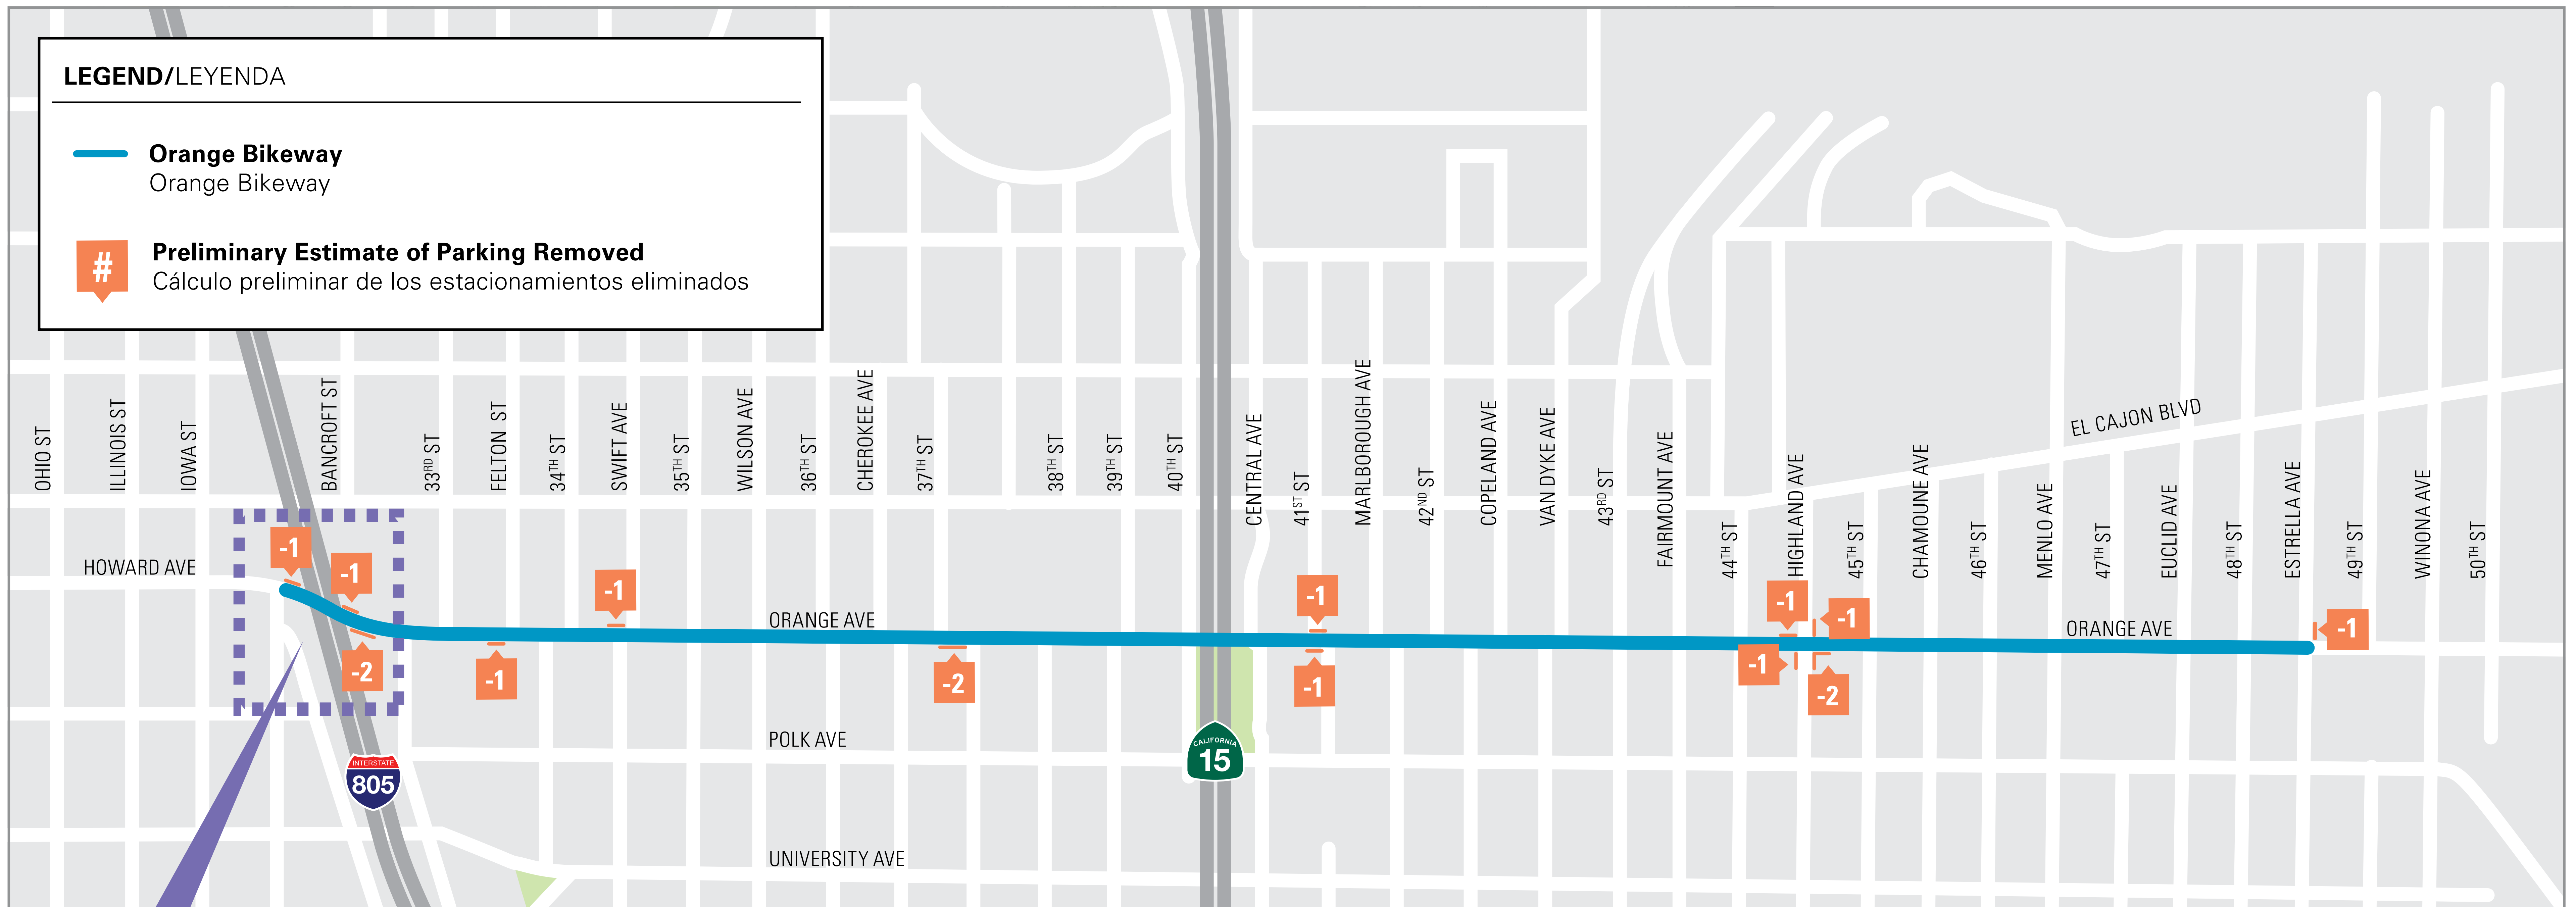 LEGEND/LEYENDA
Orange Bikeway
Orange Bikeway
#
Preliminary Estimate of Parking Removed
Cálculo preliminar de los estacionamientos eliminados
OHIO ST
ILLINOIS ST
IOWA ST
BANCROFT ST
33RD ST
FELTON ST
34TH ST
SWIFT AVE
35TH ST
WILSON AVE
36TH ST
CHEROKEE AVE
37TH ST
38TH ST
39TH ST
40TH ST
CENTRAL AVE
41ST ST
MARLBOROUGH AVE
42ND ST
COPELAND AVE
VAN DYKE AVE
43RD ST
FAIRMOUNT AVE
44TH ST
HIGHLAND AVE
45TH ST
CHAMOUNE AVE
46TH ST
MENLO AVE
47TH ST
EUCLID AVE
48TH ST
ESTRELLA AVE
49TH ST
WINONA AVE
50TH ST
EL CAJON BLVD
HOWARD AVE
-1
-1
-2
-1
-1
ORANGE AVE
-2
-1
-1
-1
-1
-1
-2
ORANGE AVE
-1
POLK AVE
INTERSTATE
805
CALIFORNIA
15
UNIVERSITY AVE